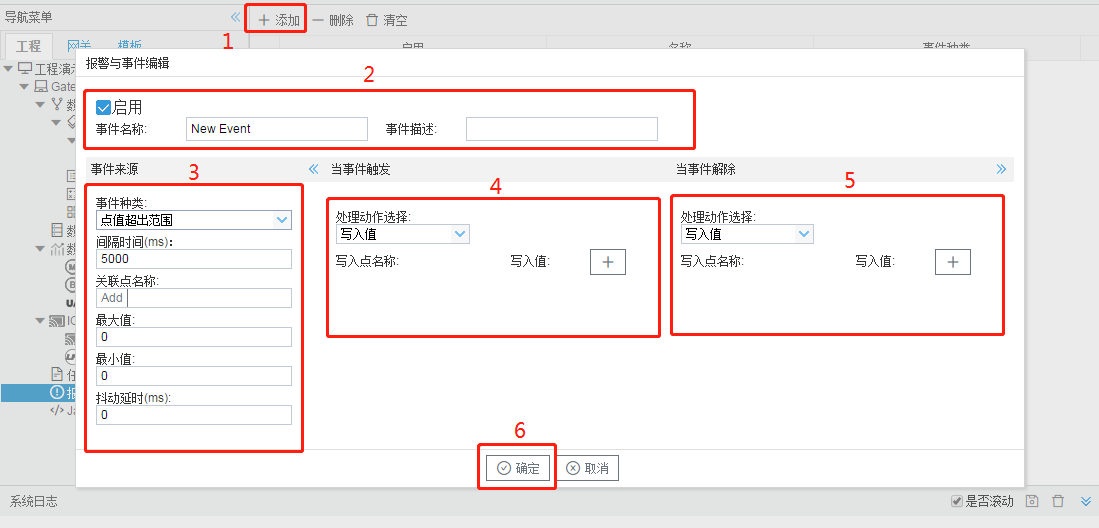 导航菜单
添加 删除 清空
1
工程 网关 模板
启用 名称 事件种类
工程演示
报警与事件编辑
Gate
2
启用
事件名称: New Event 事件描述:
事件来源 3 当事件触发 当事件解除
4 5
事件种类:
点值超出范围
间隔时间(ms):
5000
关联点名称:
Add
最大值:
0
最小值:
0
抖动延时(ms):
0
处理动作选择:
写入值
写入点名称: 写入值:
处理动作选择:
写入值
写入点名称: 写入值:
6
确定 取消
系统日志 是否滚动